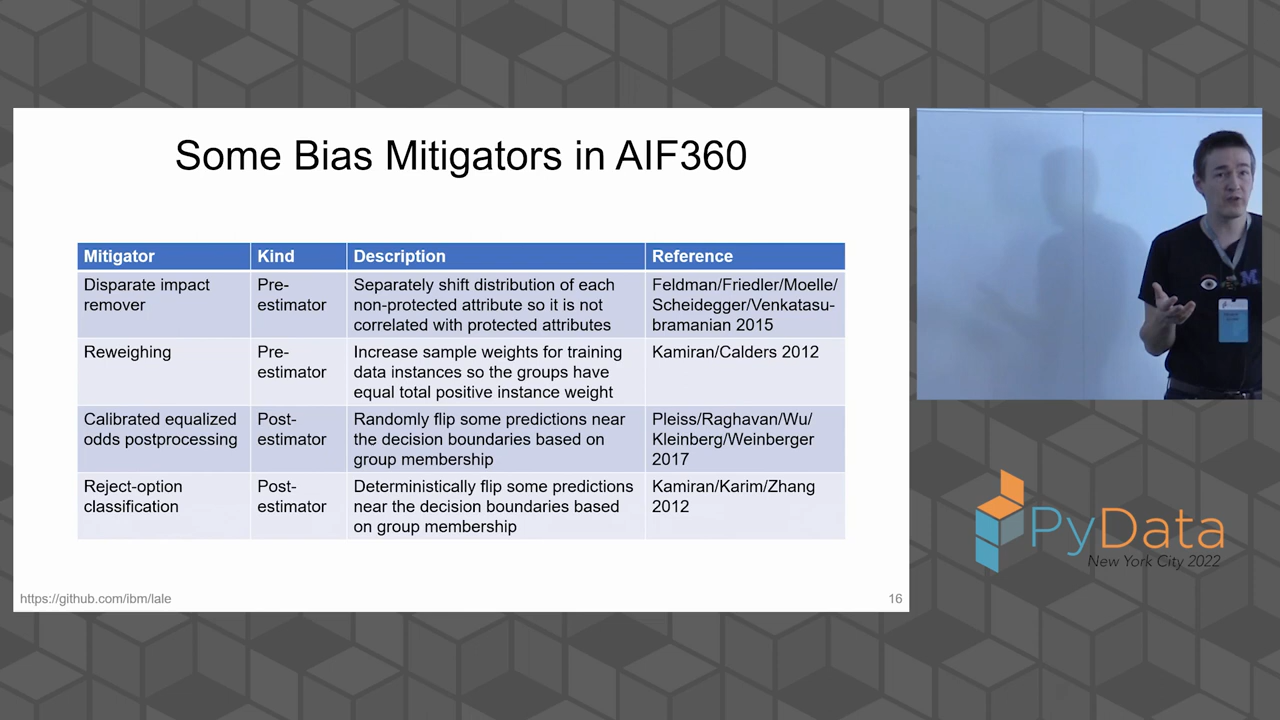 Some Bias Mitigators in AIF360
Mitigator
Kind
Description
Reference
Disparate impact
remover
Pre-
estimator
Separately shift distribution of each
non-protected attribute so it is not
correlated with protected attributes
Feldman/Friedler/Moelle/
Scheidegger/Venkatasu-
bramanian 2015
Reweighing
Pre-
estimator
Increase sample weights for training
data instances so the groups have
equal total positive instance weight
Kamiran/Calders 2012
Calibrated equalized
odds postprocessing
Post-
estimator
Randomly flip some predictions near
the decision boundaries based on
group membership
Pleiss/Raghavan/Wu/
Kleinberg/Weinberger
2017
Reject-option
classification
Post-
estimator
Deterministically flip some predictions
near the decision boundaries based
on group membership
Kamiran/Karim/Zhang
2012
https://github.com/ibm/lale
16
M
PyData
New York City 2022